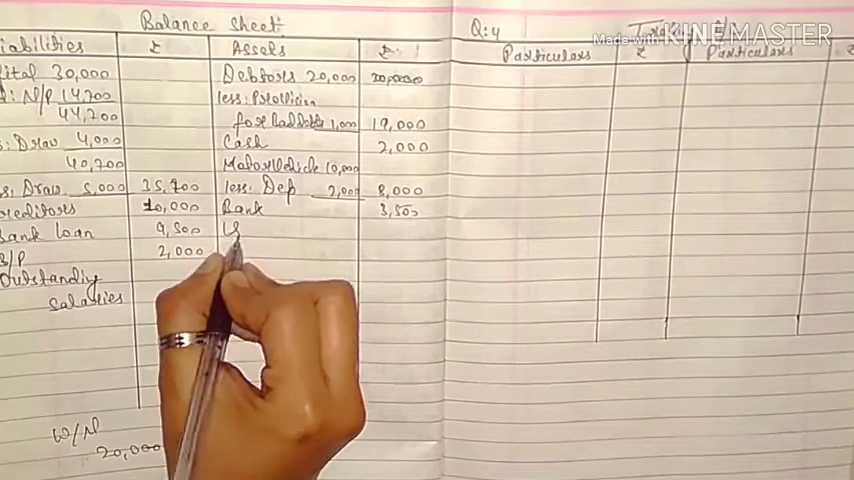 Balance Sheet:
iabilities ₹ Assets ₹
ital 30,000 Debtors 20,000 20,000
: N/P 14,700 less: Provision
44,700 for bad debts 1,000 19,000
s: Draw 4,000 Cash 2,000
40,700 Motor Vehicle 10,000
s: Draw 5,000 35,700 less: Dep 2,000 8,000
reditors 10,000 Bank 3,500
Bank loan 9,500
B/P 2,000
Outstanding
salaries
W/N
20,000
Q:4
Particulars ₹ Particulars ₹
Made with KINEMASTER